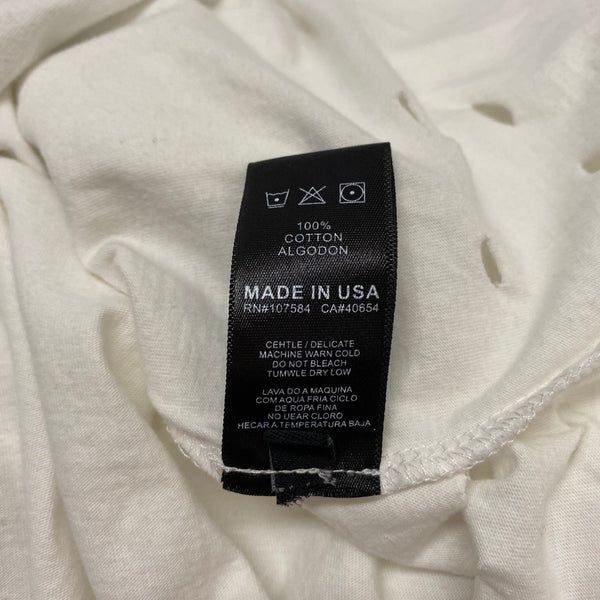 100%
COTTON
ALGODON
MADE IN USA
RN#107584 CA#40654
CEHTLE / DELICATE
MACHINE WARN COLD
DO NOT BLEACH
TUMWLE DRY LOW
LAVA DO A MAQUINA
COM AQUA FRIA CICLO
DE ROPA FINA
NO UEAR CLORO
HECAR A TEMPERATURA BAJA